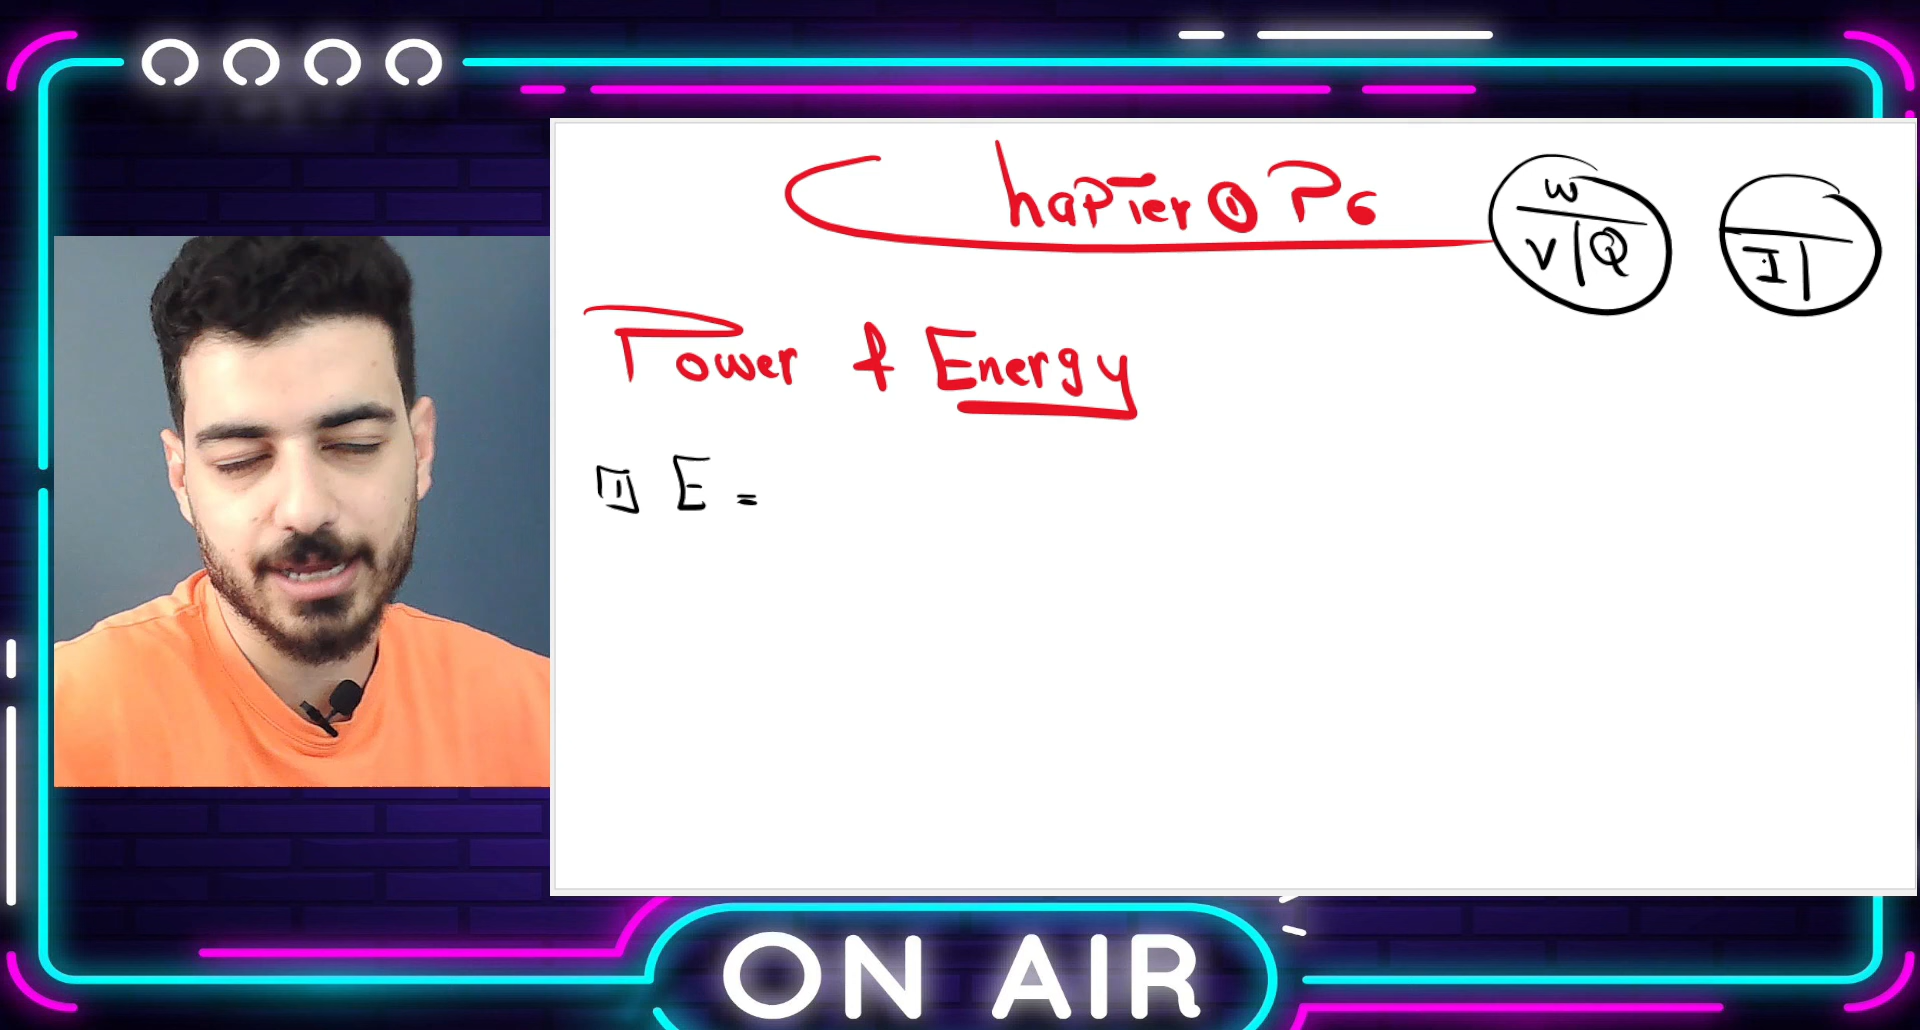 Chapter ① P6
W
V | Q
I |
Power & Energy
1 E =
ON AIR